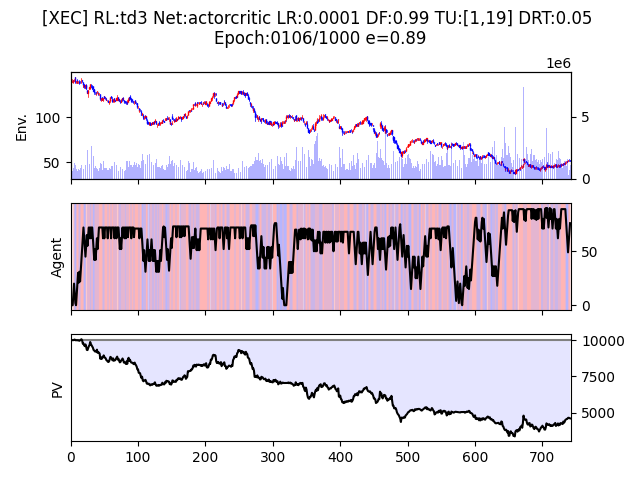 [XEC] RL:td3 Net:actorcritic LR:0.0001 DF:0.99 TU:[1,19] DRT:0.05
Epoch:0106/1000 e=0.89
1e6
Env.
100
50
5
0
Agent
50
0
PV
10000
7500
5000
0 100 200 300 400 500 600 700